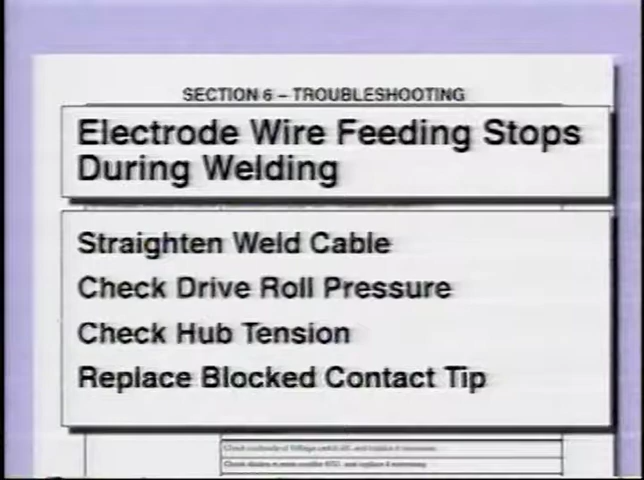 SECTION 6 – TROUBLESHOOTING
Electrode Wire Feeding Stops
During Welding
Straighten Weld Cable
Check Drive Roll Pressure
Check Hub Tension
Replace Blocked Contact Tip